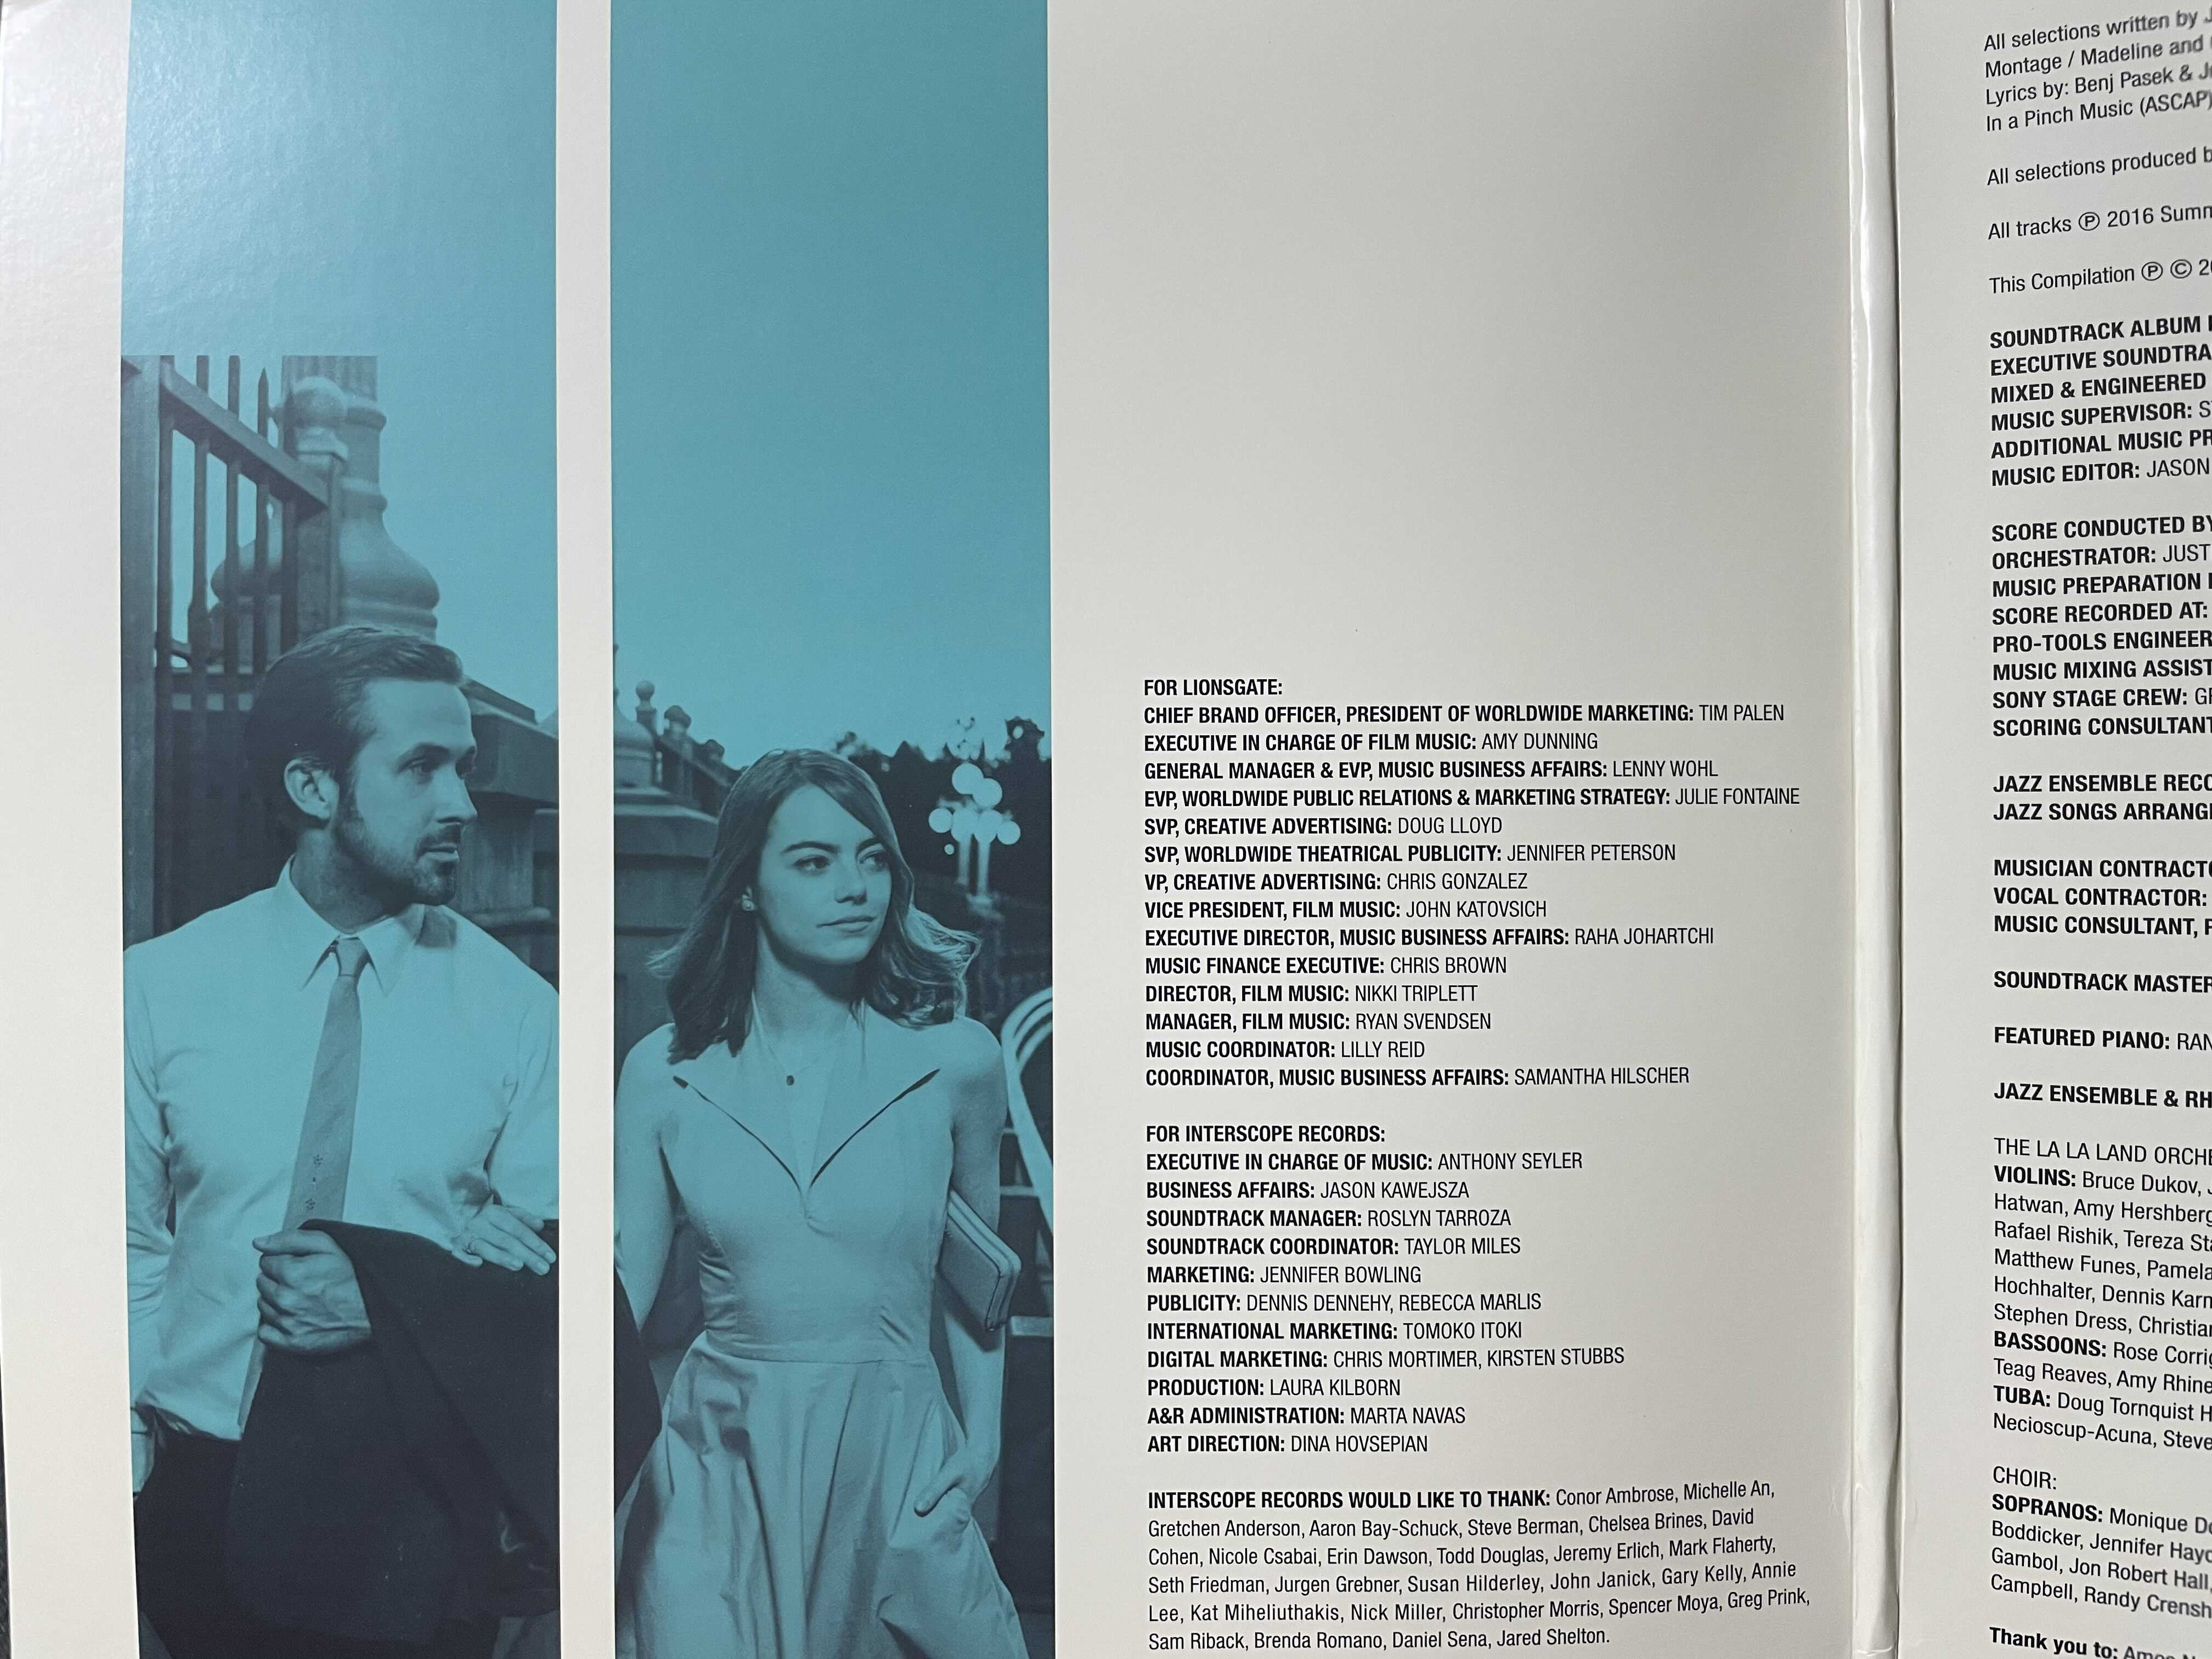 FOR LIONSGATE:
CHIEF BRAND OFFICER, PRESIDENT OF WORLDWIDE MARKETING: TIM PALEN
EXECUTIVE IN CHARGE OF FILM MUSIC: AMY DUNNING
GENERAL MANAGER & EVP, MUSIC BUSINESS AFFAIRS: LENNY WOHL
EVP, WORLDWIDE PUBLIC RELATIONS & MARKETING STRATEGY: JULIE FONTAINE
SVP, CREATIVE ADVERTISING: DOUG LLOYD
SVP, WORLDWIDE THEATRICAL PUBLICITY: JENNIFER PETERSON
VP, CREATIVE ADVERTISING: CHRIS GONZALEZ
VICE PRESIDENT, FILM MUSIC: JOHN KATOVSICH
EXECUTIVE DIRECTOR, MUSIC BUSINESS AFFAIRS: RAHA JOHARTCHI
MUSIC FINANCE EXECUTIVE: CHRIS BROWN
DIRECTOR, FILM MUSIC: NIKKI TRIPLETT
MANAGER, FILM MUSIC: RYAN SVENDSEN
MUSIC COORDINATOR: LILLY REID
COORDINATOR, MUSIC BUSINESS AFFAIRS: SAMANTHA HILSCHER
FOR INTERSCOPE RECORDS:
EXECUTIVE IN CHARGE OF MUSIC: ANTHONY SEYLER
BUSINESS AFFAIRS: JASON KAWEJSZA
SOUNDTRACK MANAGER: ROSLYN TARROZA
SOUNDTRACK COORDINATOR: TAYLOR MILES
MARKETING: JENNIFER BOWLING
PUBLICITY: DENNIS DENNEHY, REBECCA MARLIS
INTERNATIONAL MARKETING: TOMOKO ITOKI
DIGITAL MARKETING: CHRIS MORTIMER, KIRSTEN STUBBS
PRODUCTION: LAURA KILBORN
A&R ADMINISTRATION: MARTA NAVAS
ART DIRECTION: DINA HOVSEPIAN
INTERSCOPE RECORDS WOULD LIKE TO THANK: Conor Ambrose, Michelle An,
Gretchen Anderson, Aaron Bay-Schuck, Steve Berman, Chelsea Brines, David
Cohen, Nicole Csabai, Erin Dawson, Todd Douglas, Jeremy Erlich, Mark Flaherty,
Seth Friedman, Jurgen Grebner, Susan Hilderley, John Janick, Gary Kelly, Annie
Lee, Kat Miheliuthakis, Nick Miller, Christopher Morris, Spencer Moya, Greg Prink,
Sam Riback, Brenda Romano, Daniel Sena, Jared Shelton.
All selections written by
Montage / Madeline and
Lyrics by: Benj Pasek &
In a Pinch Music (ASCAP)
All selections produced
All tracks Ⓟ 2016
This Compilation Ⓟ ©
SOUNDTRACK ALBUM
EXECUTIVE
MIXED & ENGINEERED
MUSIC SUPERVISOR:
ADDITIONAL MUSIC
MUSIC EDITOR: JASON
SCORE CONDUCTED BY
ORCHESTRATOR:
MUSIC PREPARATION
SCORE RECORDED AT:
PRO-TOOLS ENGINEER
MUSIC MIXING
SONY STAGE CREW:
SCORING CONSULTANT
JAZZ ENSEMBLE
JAZZ SONGS
MUSICIAN
VOCAL CONTRACTOR:
MUSIC CONSULTANT,
SOUNDTRACK
FEATURED PIANO:
JAZZ ENSEMBLE &
THE LA LA LAND
VIOLINS: Bruce Dukov,
Hatwan, Amy
Rafael Rishik, Tereza
Matthew Funes,
Hochhalter, Dennis
Stephen Dress,
BASSOONS: Rose
Teag Reaves, Amy
TUBA: Doug Tornquist
Necioscup-Acuna,
CHOIR:
SOPRANOS: Monique
Boddicker, Jennifer
Gambol, Jon Robert Hall,
Campbell, Randy
Thank you to: